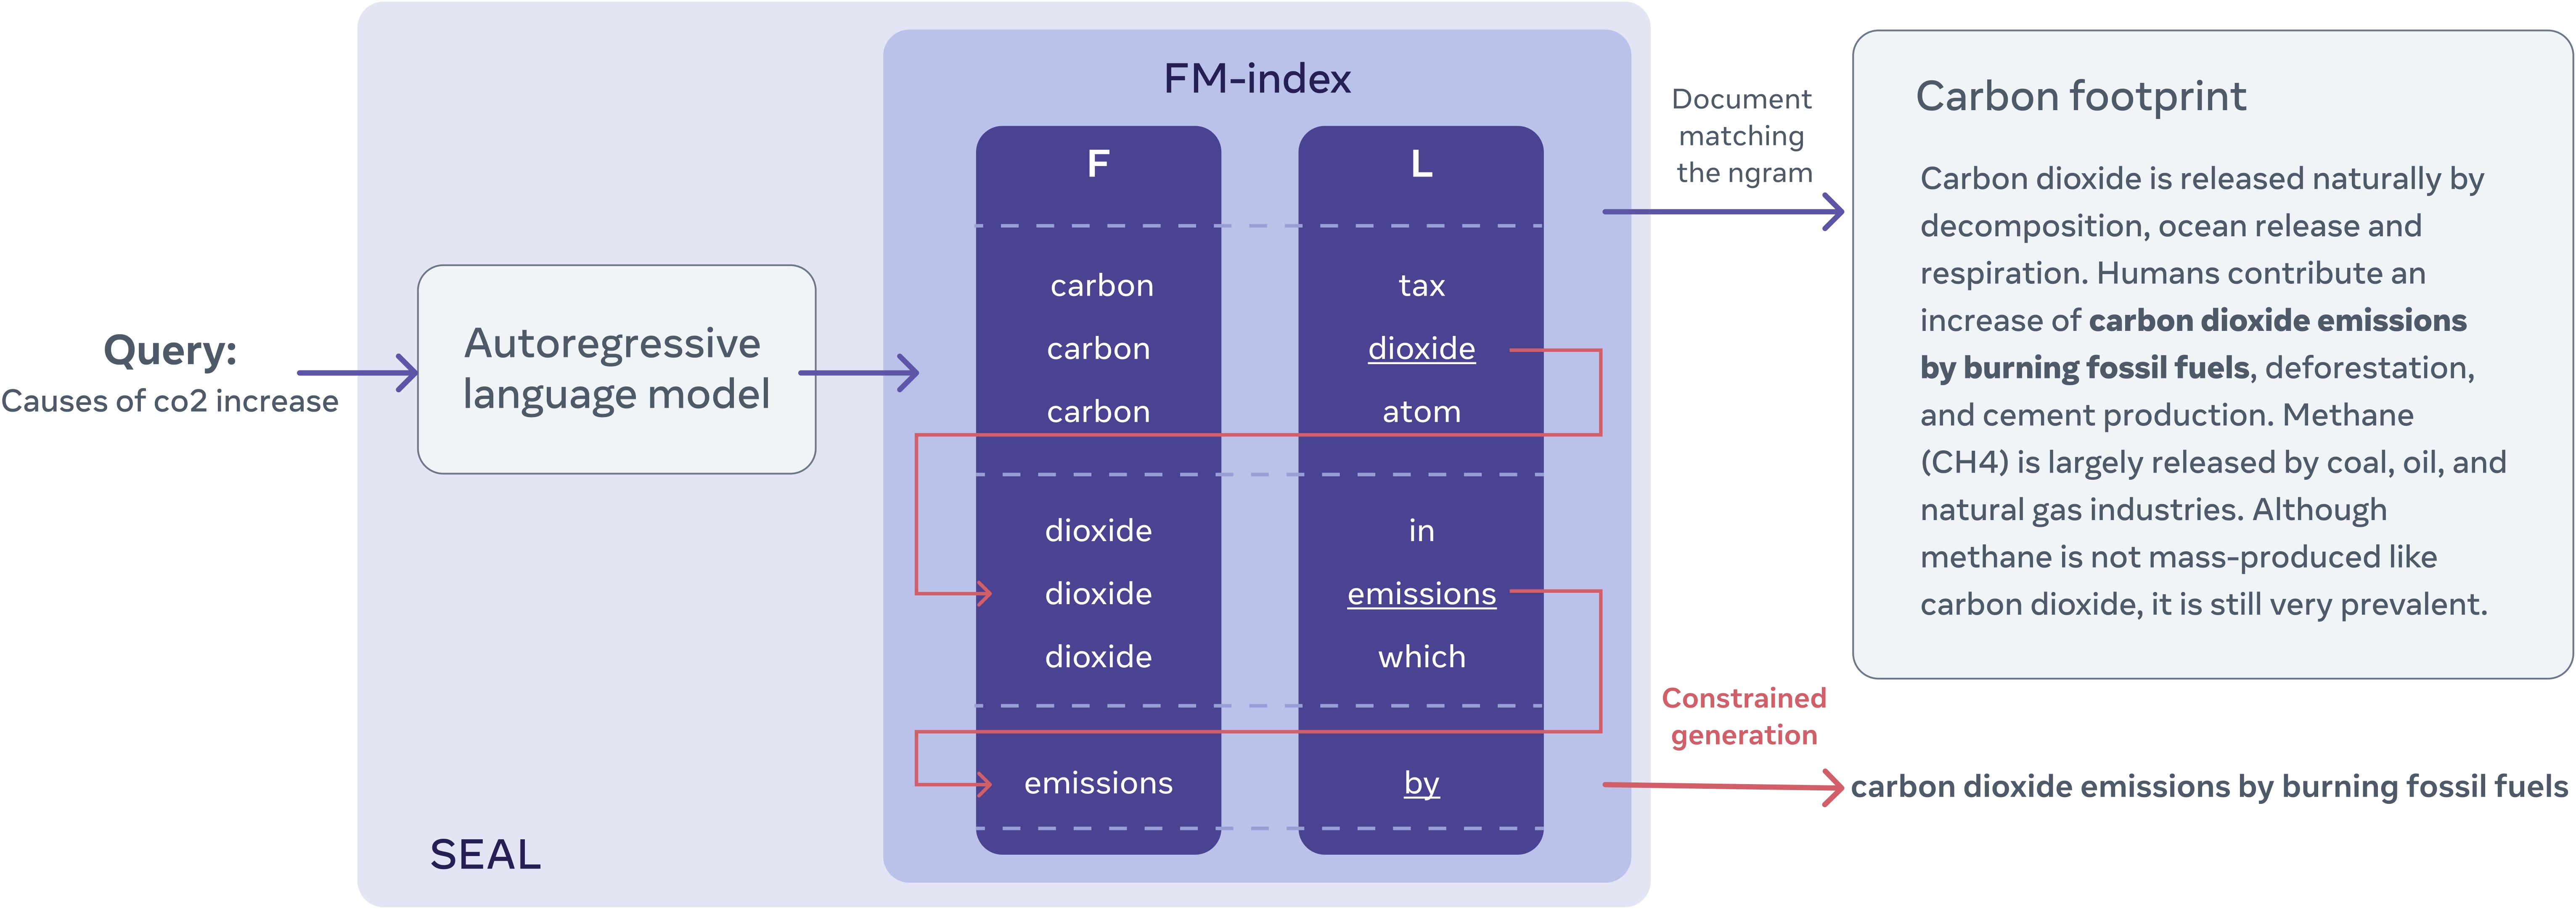 Query:
Causes of co2 increase
Autoregressive
language model
SEAL
FM-index
F
L
carbon
tax
carbon
dioxide
carbon
atom
dioxide
in
dioxide
emissions
dioxide
which
emissions
by
Document
matching
the ngram
Carbon footprint
Carbon dioxide is released naturally by
decomposition, ocean release and
respiration. Humans contribute an
increase of carbon dioxide emissions
by burning fossil fuels, deforestation,
and cement production. Methane
(CH4) is largely released by coal, oil, and
natural gas industries. Although
methane is not mass-produced like
carbon dioxide, it is still very prevalent.
Constrained
generation
carbon dioxide emissions by burning fossil fuels